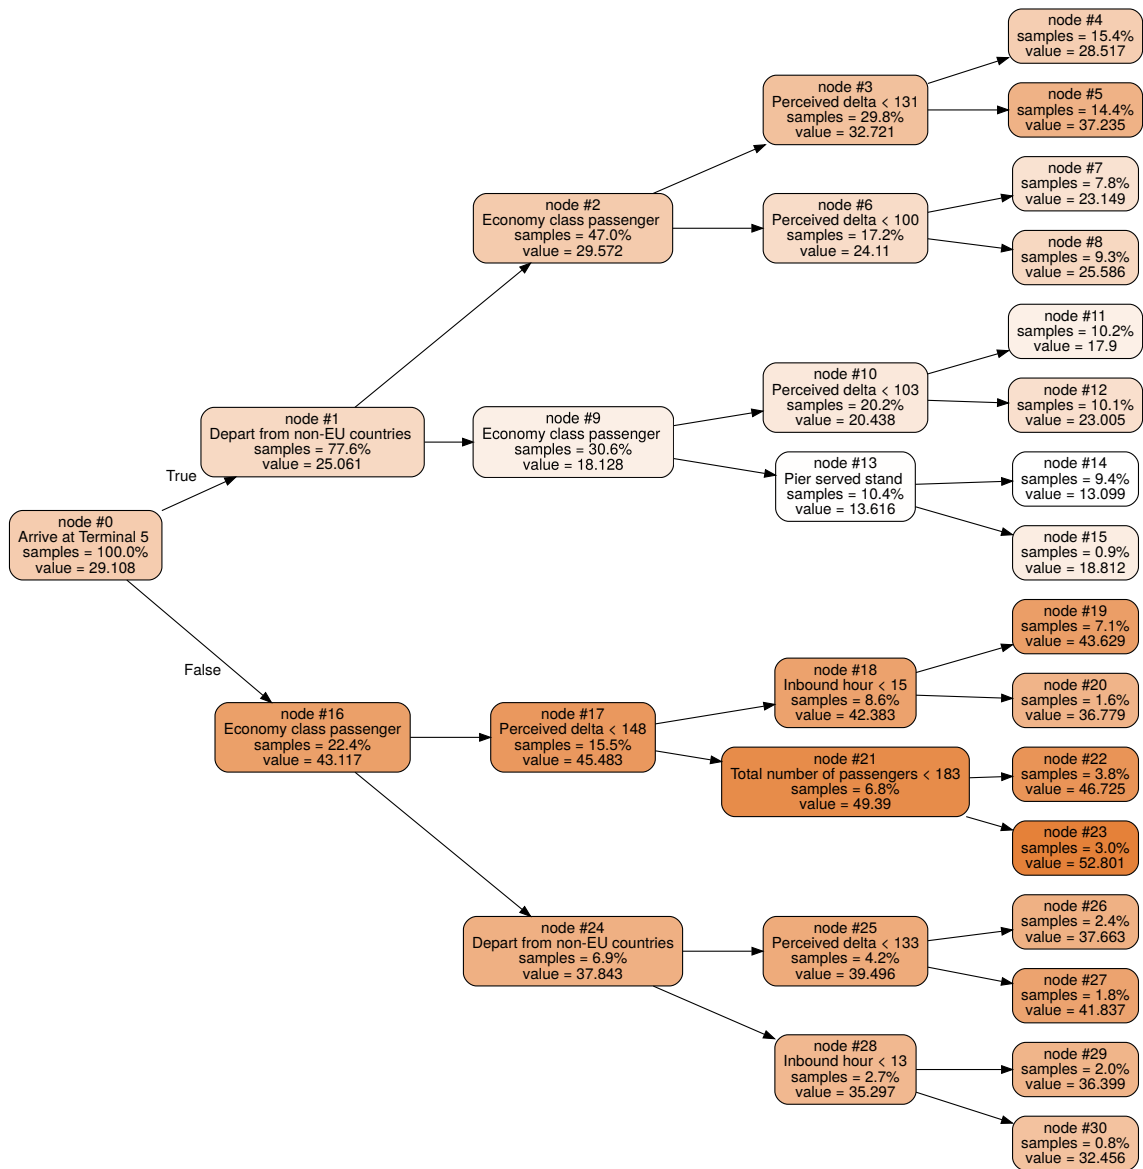 node #0
Arrive at Terminal 5
samples = 100.0%
value = 29.108
True
False
node #1
Depart from non-EU countries
samples = 77.6%
value = 25.061
node #2
Economy class passenger
samples = 47.0%
value = 29.572
node #3
Perceived delta < 131
samples = 29.8%
value = 32.721
node #4
samples = 15.4%
value = 28.517
node #5
samples = 14.4%
value = 37.235
node #6
Perceived delta < 100
samples = 17.2%
value = 24.11
node #7
samples = 7.8%
value = 23.149
node #8
samples = 9.3%
value = 25.586
node #9
Economy class passenger
samples = 30.6%
value = 18.128
node #10
Perceived delta < 103
samples = 20.2%
value = 20.438
node #11
samples = 10.2%
value = 17.9
node #12
samples = 10.1%
value = 23.005
node #13
Pier served stand
samples = 10.4%
value = 13.616
node #14
samples = 9.4%
value = 13.099
node #15
samples = 0.9%
value = 18.812
node #16
Economy class passenger
samples = 22.4%
value = 43.117
node #17
Perceived delta < 148
samples = 15.5%
value = 45.483
node #18
Inbound hour < 15
samples = 8.6%
value = 42.383
node #19
samples = 7.1%
value = 43.629
node #20
samples = 1.6%
value = 36.779
node #21
Total number of passengers < 183
samples = 6.8%
value = 49.39
node #22
samples = 3.8%
value = 46.725
node #23
samples = 3.0%
value = 52.801
node #24
Depart from non-EU countries
samples = 6.9%
value = 37.843
node #25
Perceived delta < 133
samples = 4.2%
value = 39.496
node #26
samples = 2.4%
value = 37.663
node #27
samples = 1.8%
value = 41.837
node #28
Inbound hour < 13
samples = 2.7%
value = 35.297
node #29
samples = 2.0%
value = 36.399
node #30
samples = 0.8%
value = 32.456